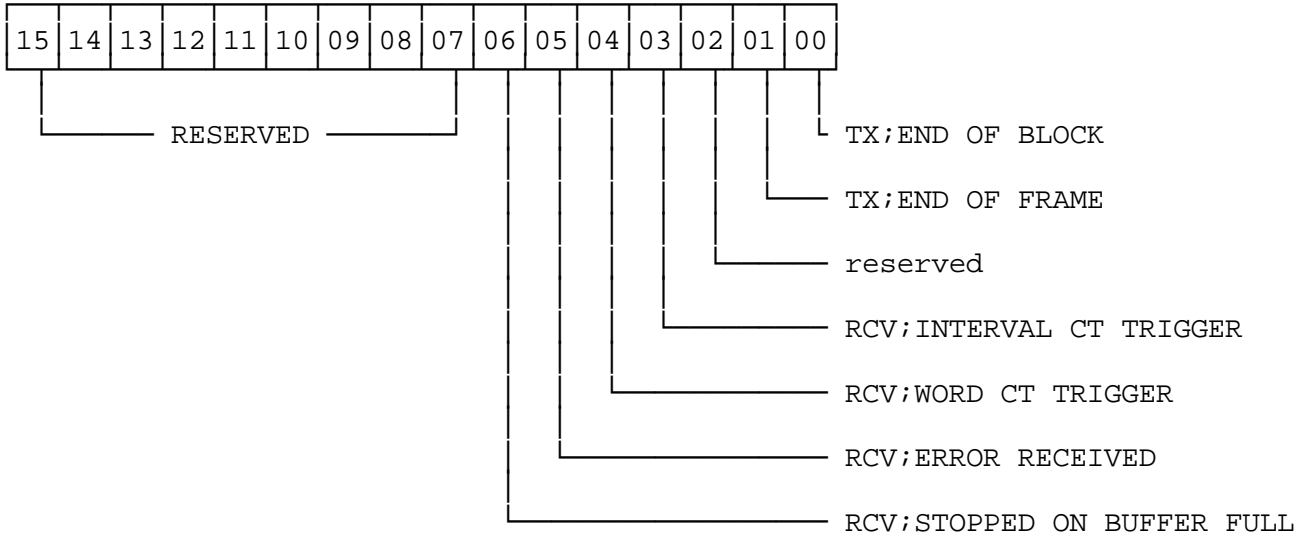 15 14 13 12 11 10 09 08 07 06 05 04 03 02 01 00
RESERVED TX;END OF BLOCK
TX;END OF FRAME
reserved
RCV;INTERVAL CT TRIGGER
RCV;WORD CT TRIGGER
RCV;ERROR RECEIVED
RCV;STOPPED ON BUFFER FULL